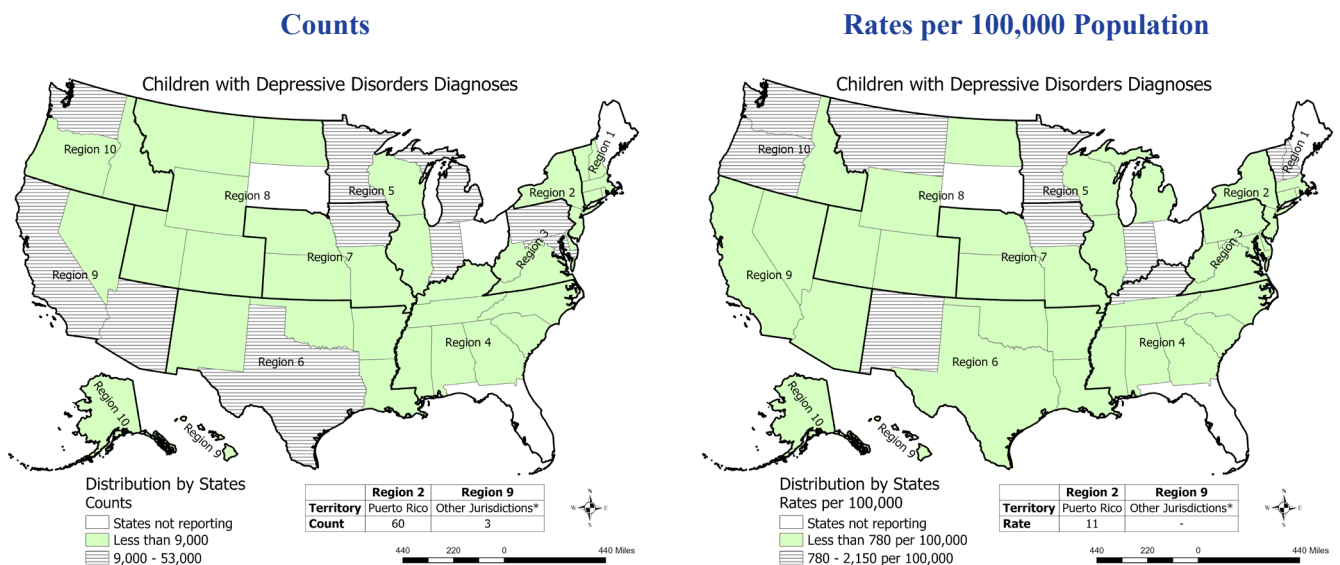 Counts
Children with Depressive Disorders Diagnoses
Region 10
Region 1
Region 8
Region 5
Region 2
Region 3
Region 7
Region 9
Region 6
Region 4
Region 10
Region 9
Distribution by States
Counts
States not reporting
Less than 9,000
9,000 - 53,000
Region 2 Region 9
Territory Puerto Rico Other Jurisdictions*
Count 60 3
N
W E
S
440 220 0 440 Miles
Rates per 100,000 Population
Children with Depressive Disorders Diagnoses
Region 10
Region 1
Region 8
Region 5
Region 2
Region 3
Region 7
Region 9
Region 6
Region 4
Region 10
Region 9
Distribution by States
Rates per 100,000
States not reporting
Less than 780 per 100,000
780 - 2,150 per 100,000
Region 2 Region 9
Territory Puerto Rico Other Jurisdictions*
Rate 11 -
N
W E
S
440 220 0 440 Miles